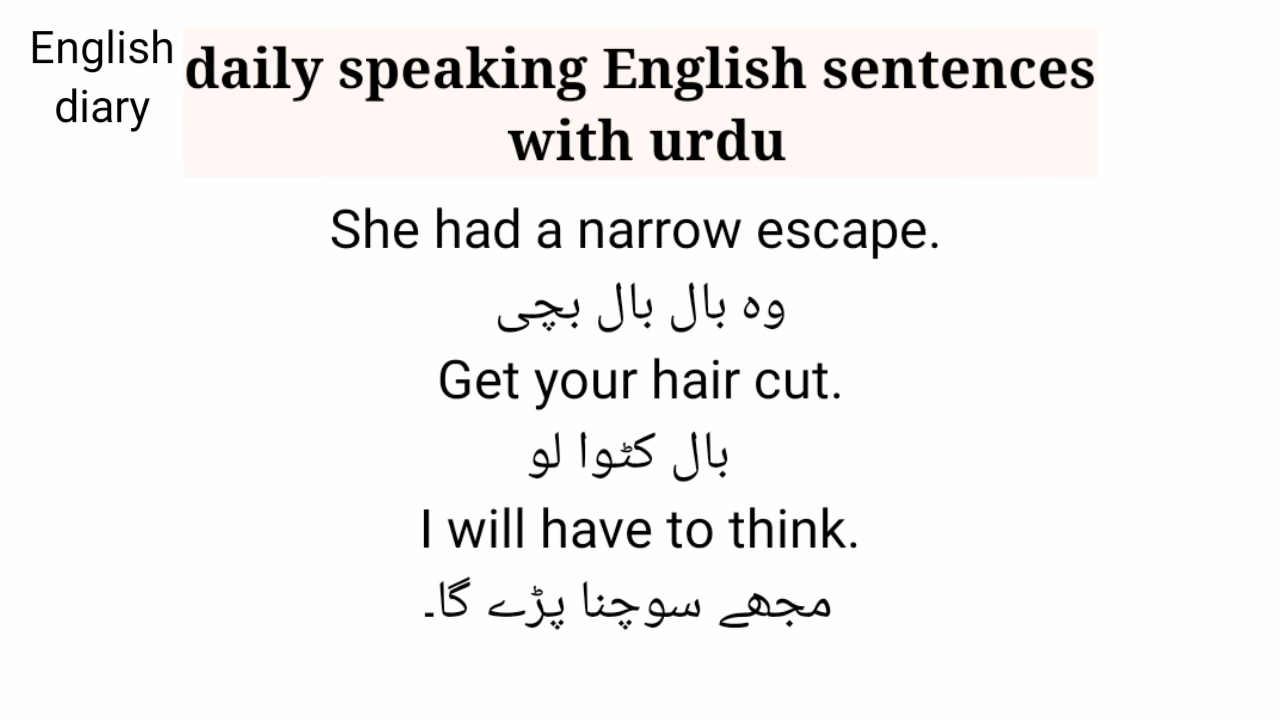 English
diary
daily speaking English sentences
with urdu
She had a narrow escape.
وہ بال بال بچی
Get your hair cut.
بال کٹوا لو
I will have to think.
مجھے سوچنا پڑے گا۔